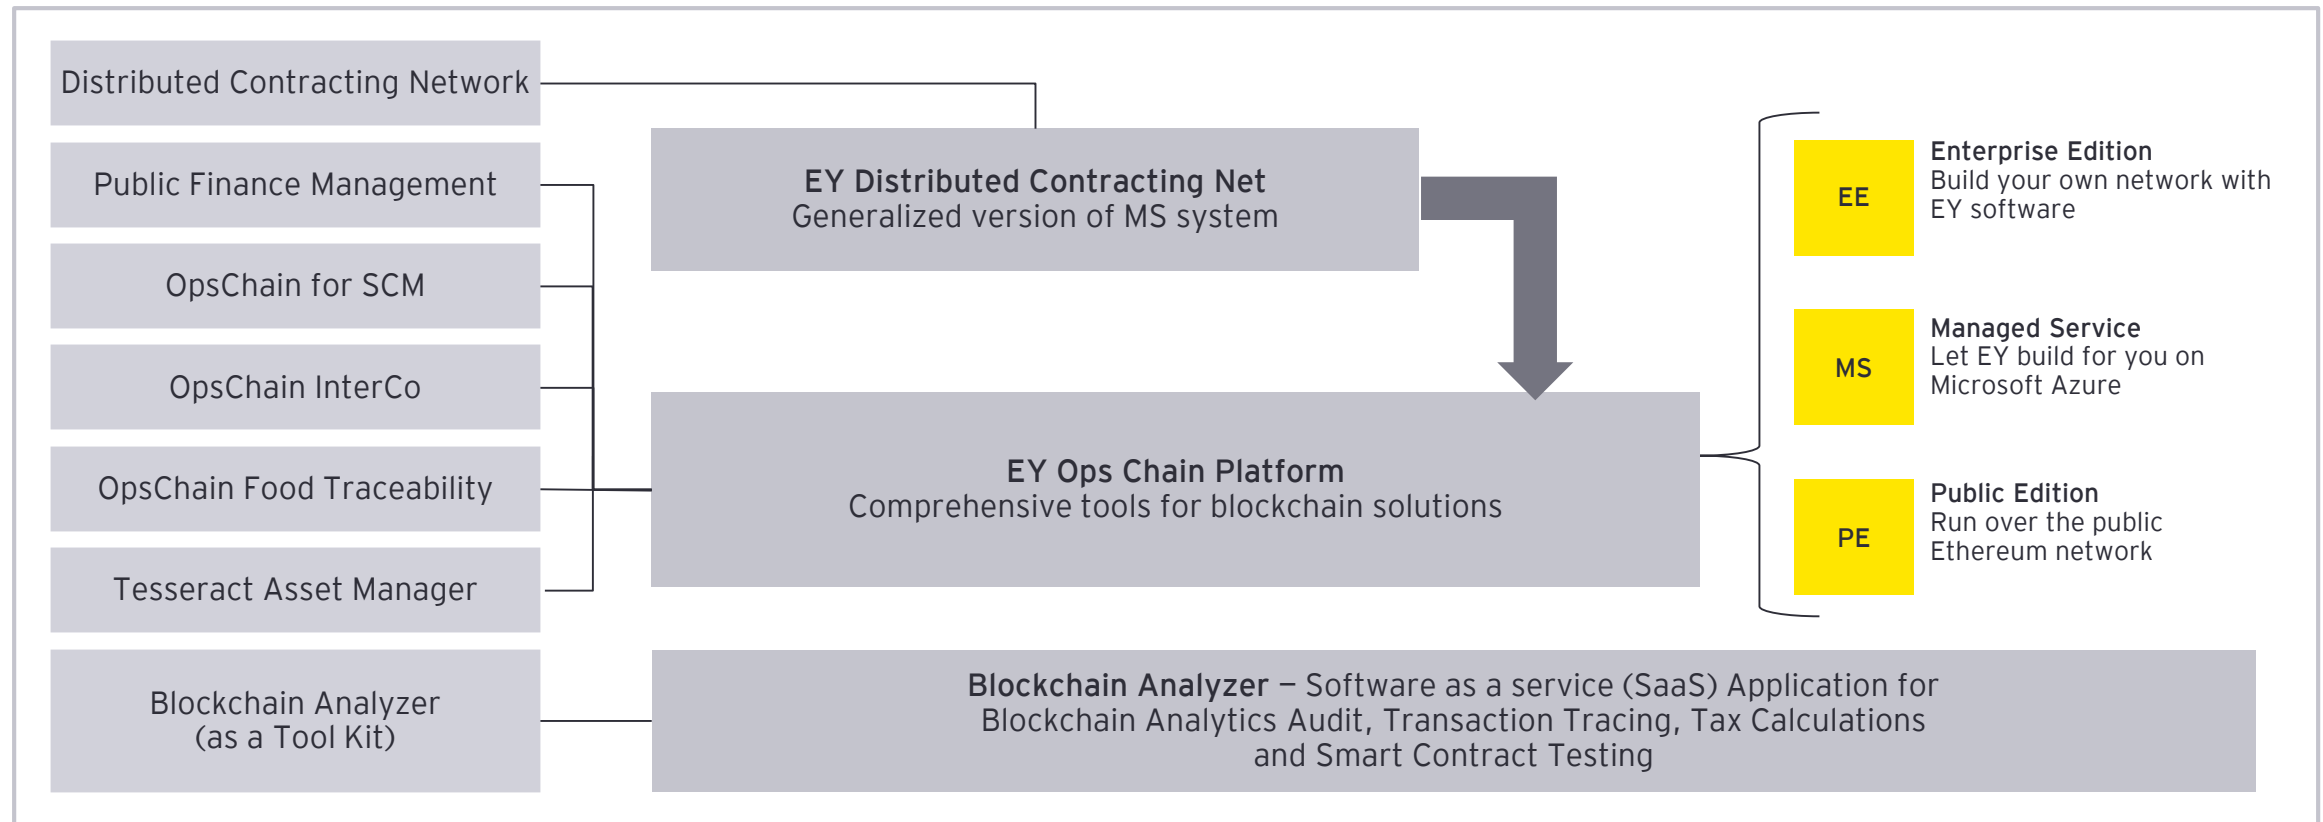 Distributed Contracting Network
Public Finance Management
OpsChain for SCM
OpsChain InterCo
OpsChain Food Traceability
Tesseract Asset Manager
Blockchain Analyzer
(as a Tool Kit)
EY Distributed Contracting Net
Generalized version of MS system
EY Ops Chain Platform
Comprehensive tools for blockchain solutions
Blockchain Analyzer – Software as a service (SaaS) Application for
Blockchain Analytics Audit, Transaction Tracing, Tax Calculations
and Smart Contract Testing
EE
Enterprise Edition
Build your own network with
EY software
MS
Managed Service
Let EY build for you on
Microsoft Azure
PE
Public Edition
Run over the public
Ethereum network